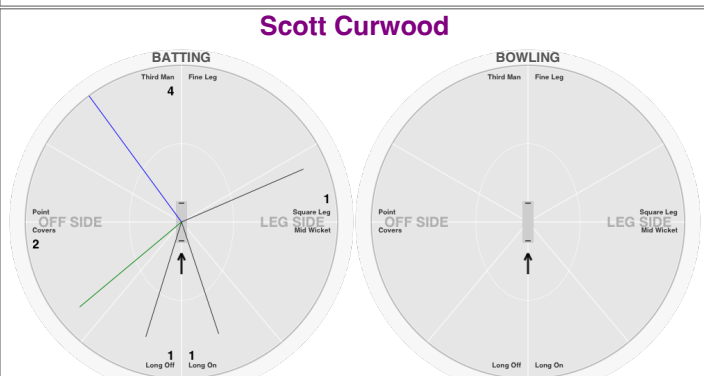 Scott Curwood
BATTING
Third Man Fine Leg
4
1
Point
Square Leg
OFF SIDE
LEG SIDE
Covers
Mid Wicket
2
1 1
Long Off Long On
BOWLING
Third Man Fine Leg
Point
Square Leg
OFF SIDE
LEG SIDE
Covers
Mid Wicket
Long Off Long On